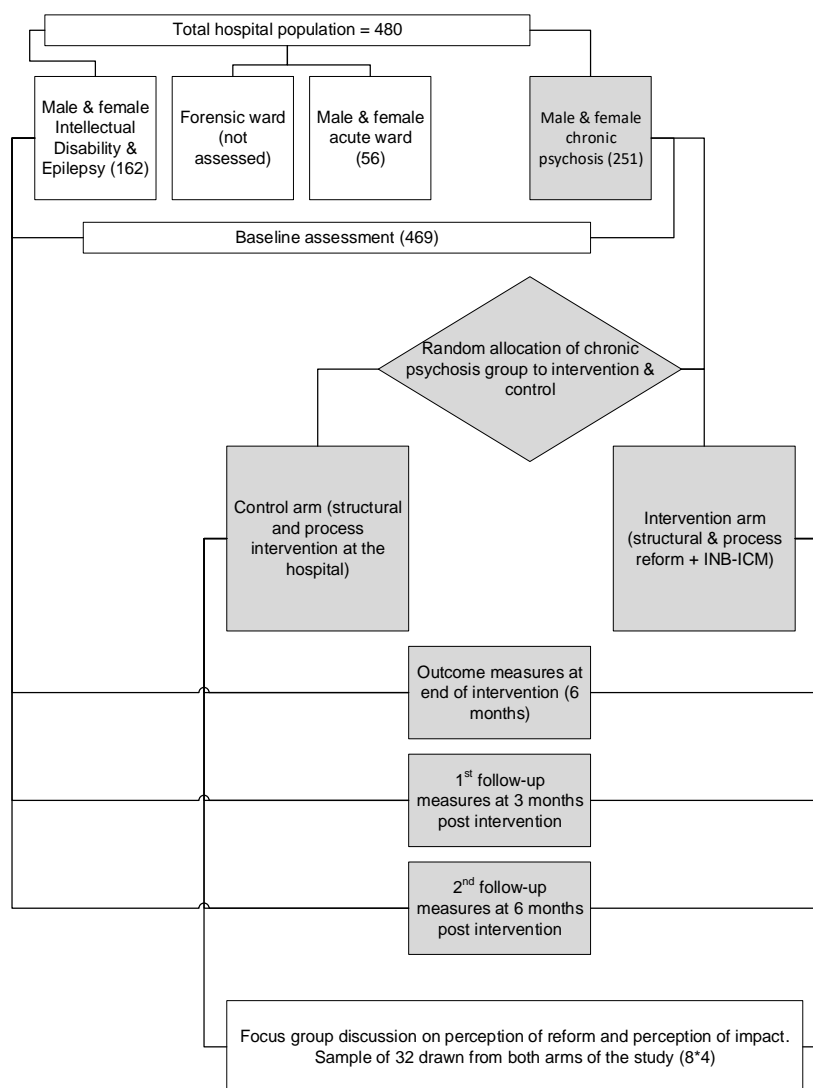 Total hospital population = 480
Male & female
Intellectual
Disability &
Epilepsy (162)
Forensic ward
(not
assessed)
Male & female
acute ward
(56)
Male & female
chronic
psychosis (251)
Baseline assessment (469)
Random allocation of chronic
psychosis group to intervention &
control
Control arm (structural
and process
intervention at the
hospital)
Intervention arm
(structural & process
reform + INB-ICM)
Outcome measures at
end of intervention (6
months)
1st follow-up
measures at 3 months
post intervention
2nd follow-up
measures at 6 months
post intervention
Focus group discussion on perception of reform and perception of impact.
Sample of 32 drawn from both arms of the study (8*4)